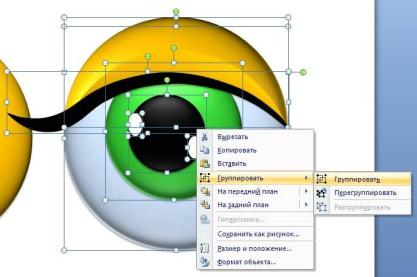 Вырезать
Копировать
Вставить
Группировать
На передний план
На задний план
Гиперссылка...
Сохранить как рисунок...
Размер и положение...
Формат объекта...
Группировать
Перегруппировать
Разгруппировать